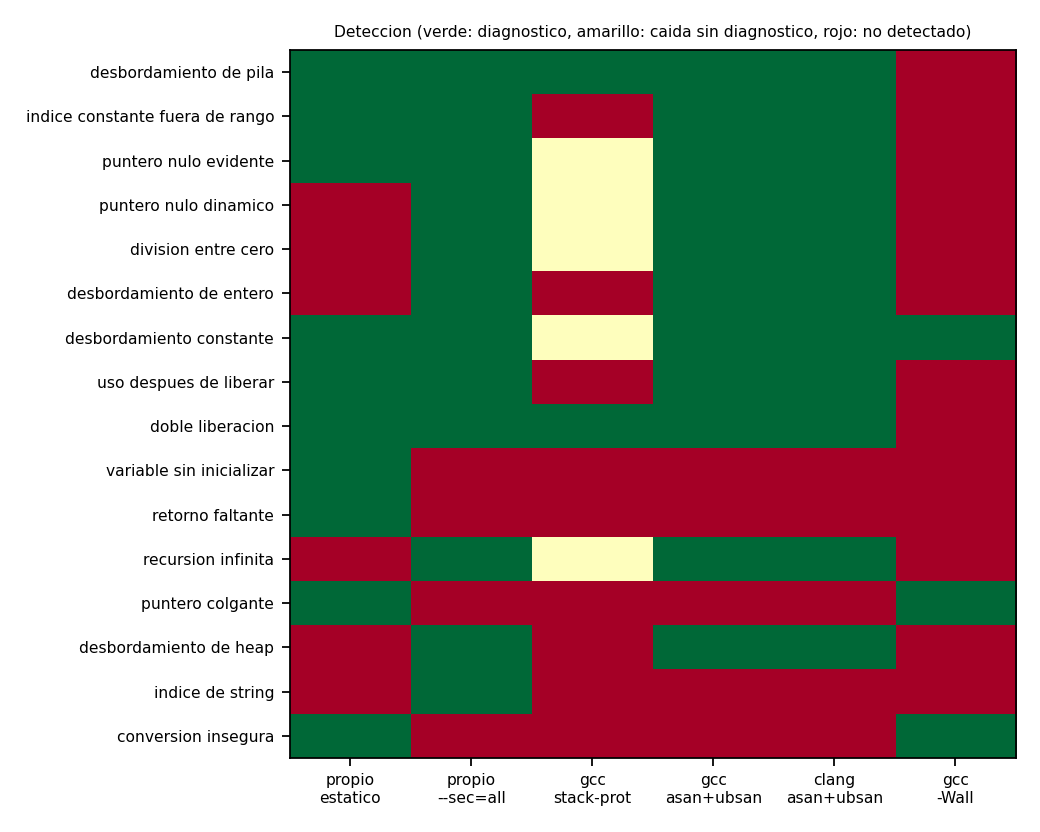 Deteccion (verde: diagnostico, amarillo: caida sin diagnostico, rojo: no detectado)
desbordamiento de pila
indice constante fuera de rango
puntero nulo evidente
puntero nulo dinamico
division entre cero
desbordamiento de entero
desbordamiento constante
uso despues de liberar
doble liberacion
variable sin inicializar
retorno faltante
recursion infinita
puntero colgante
desbordamiento de heap
indice de string
conversion insegura
propio
estatico
propio
--sec=all
gcc
stack-prot
gcc
asan+ubsan
clang
asan+ubsan
gcc
-Wall